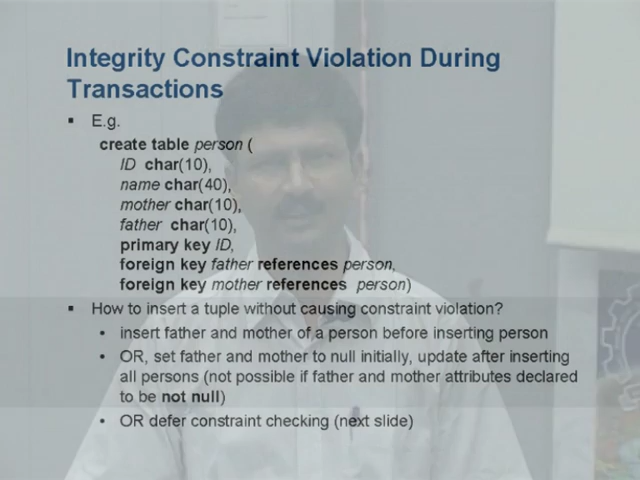 Integrity Constraint Violation During
Transactions
▪ E.g.
create table person (
ID char(10),
name char(40),
mother char(10),
father char(10),
primary key ID,
foreign key father references person,
foreign key mother references person)
▪ How to insert a tuple without causing constraint violation?
• insert father and mother of a person before inserting person
• OR, set father and mother to null initially, update after inserting
all persons (not possible if father and mother attributes declared
to be not null)
• OR defer constraint checking (next slide)